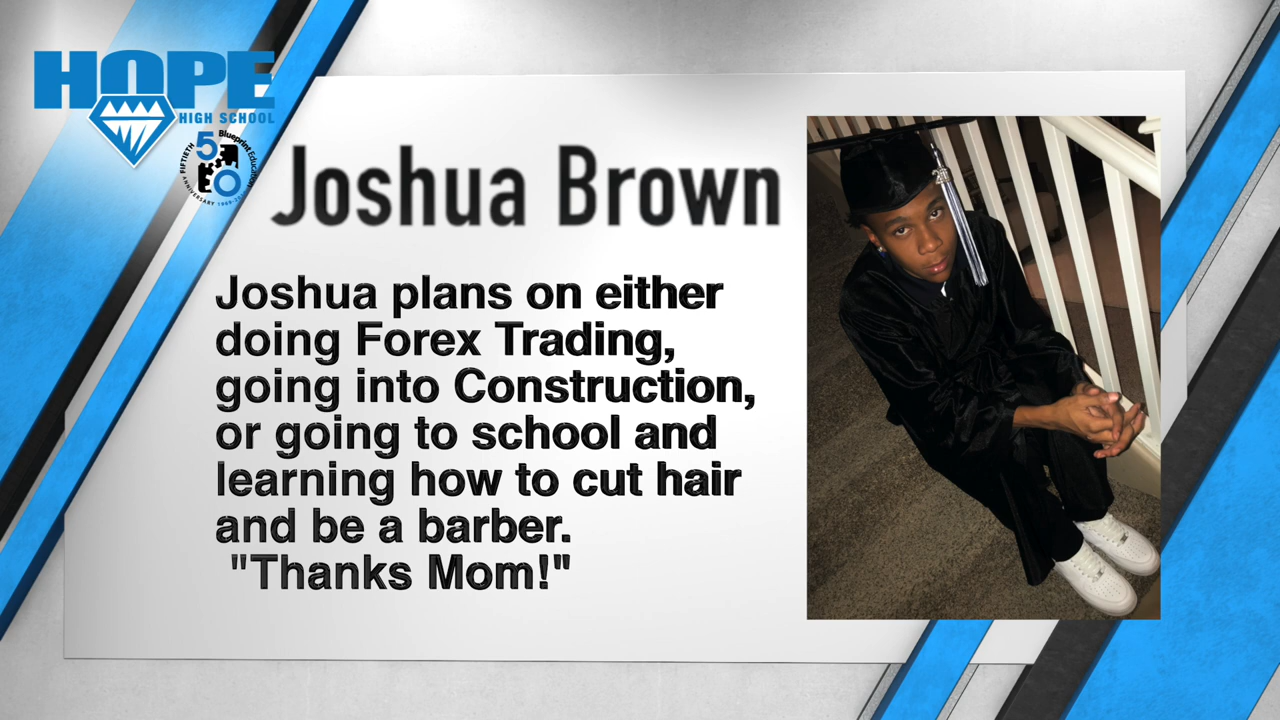 HOPE
HIGH SCHOOL
Joshua Brown
FIFTIETH
ANNIVERSARY
50
Blueprint Education
Joshua plans on either
doing Forex Trading,
going into Construction,
or going to school and
learning how to cut hair
and be a barber.
"Thanks Mom!"